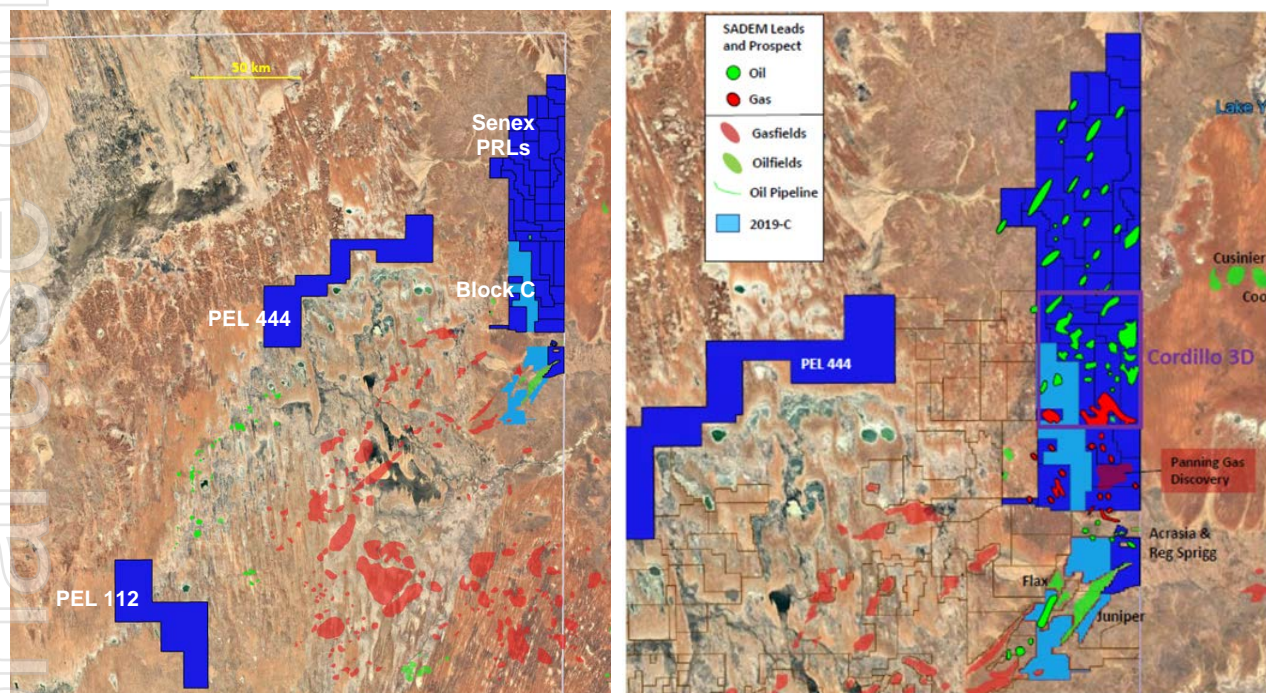 50 km
Senex
PRLs
Block C
PEL 444
PEL 112
SADEM Leads
and Prospect
Oil
Gas
Gasfields
Oilfields
Oil Pipeline
2019-C
Lake
PEL 444
Cordillo 3D
Panning Gas
Discovery
Acrasia &
Reg Sprigg
Flax
Juniper